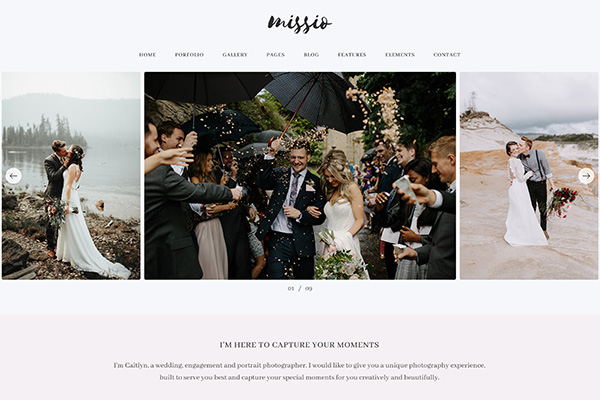 missio
HOME PORFOLIO GALLERY PAGES BLOG FEATURES ELEMENTS CONTACT
01 / 09
I'M HERE TO CAPTURE YOUR MOMENTS
I'm Caitlyn, a wedding, engagement and portrait photographer. I would like to give you a unique photography experience,
built to serve you best and capture your special moments for you creatively and beautifully.